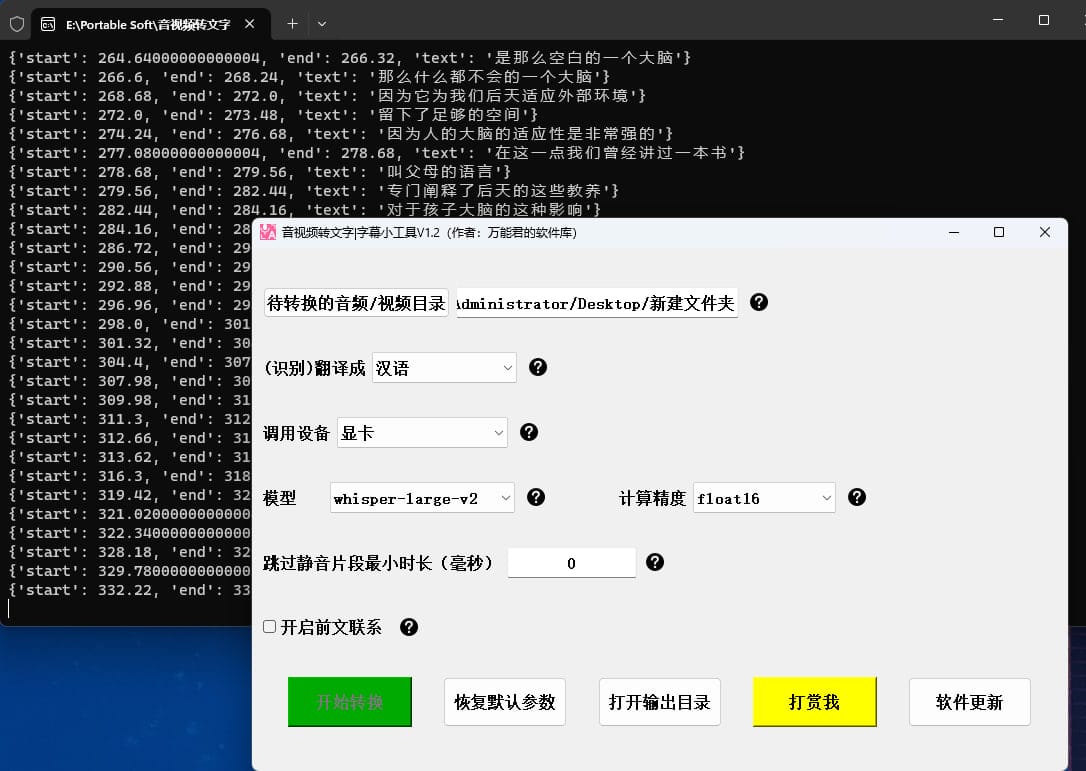 E:\Portable Soft\音视频转文字
{'start': 264.64000000000004, 'end': 266.32, 'text': '是那么空白的一个大脑'}
{'start': 266.6, 'end': 268.24, 'text': '那么什么都不会的一个大脑'}
{'start': 268.68, 'end': 272.0, 'text': '因为它为我们后天适应外部环境'}
{'start': 272.0, 'end': 273.48, 'text': '留下了足够的空间'}
{'start': 274.24, 'end': 276.68, 'text': '因为人的大脑的适应性是非常强的'}
{'start': 277.08000000000004, 'end': 278.68, 'text': '在这一点我们曾经讲过一本书'}
{'start': 278.68, 'end': 279.56, 'text': '叫父母的语言'}
{'start': 279.56, 'end': 282.44, 'text': '专门阐释了后天的这些教养'}
{'start': 282.44, 'end': 284.16, 'text': '对于孩子大脑的这种影响'}
{'start': 284.16, 'end': 28
{'start': 286.72, 'end': 29
{'start': 290.56, 'end': 29
{'start': 292.88, 'end': 29
{'start': 296.96, 'end': 29
{'start': 298.0, 'end': 301
{'start': 301.32, 'end': 30
{'start': 304.4, 'end': 307
{'start': 307.98, 'end': 30
{'start': 309.98, 'end': 31
{'start': 311.3, 'end': 312
{'start': 312.66, 'end': 31
{'start': 313.62, 'end': 31
{'start': 316.3, 'end': 318
{'start': 319.42, 'end': 32
{'start': 321.0200000000000
{'start': 322.3400000000000
{'start': 328.18, 'end': 32
{'start': 329.7800000000000
{'start': 332.22, 'end': 33
音视频转文字|字幕小工具V1.2（作者：万能君的软件库）
待转换的音频/视频目录 Administrator/Desktop/新建文件夹
(识别)翻译成 汉语
调用设备 显卡
模型 whisper-large-v2 计算精度 float16
跳过静音片段最小时长（毫秒） 0
开启前文联系
开始转换 恢复默认参数 打开输出目录 打赏我 软件更新